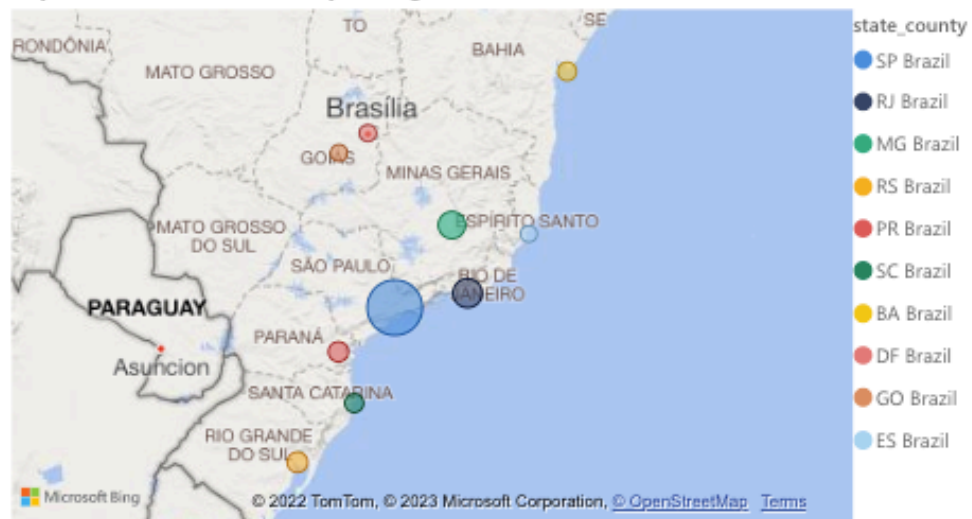 SE
TO
RONDÔNIA
BAHIA
MATO GROSSO
Brasília
GOIÁS
MINAS GERAIS
MATO GROSSO
DO SUL
ESPÍRITO SANTO
SÃO PAULO
RIO DE
JANEIRO
PARAGUAY
PARANÁ
Asuncion
SANTA CATARINA
RIO GRANDE
DO SUL
Microsoft Bing
© 2022 TomTom, © 2023 Microsoft Corporation, © OpenStreetMap Terms
state_county
SP Brazil
RJ Brazil
MG Brazil
RS Brazil
PR Brazil
SC Brazil
BA Brazil
DF Brazil
GO Brazil
ES Brazil